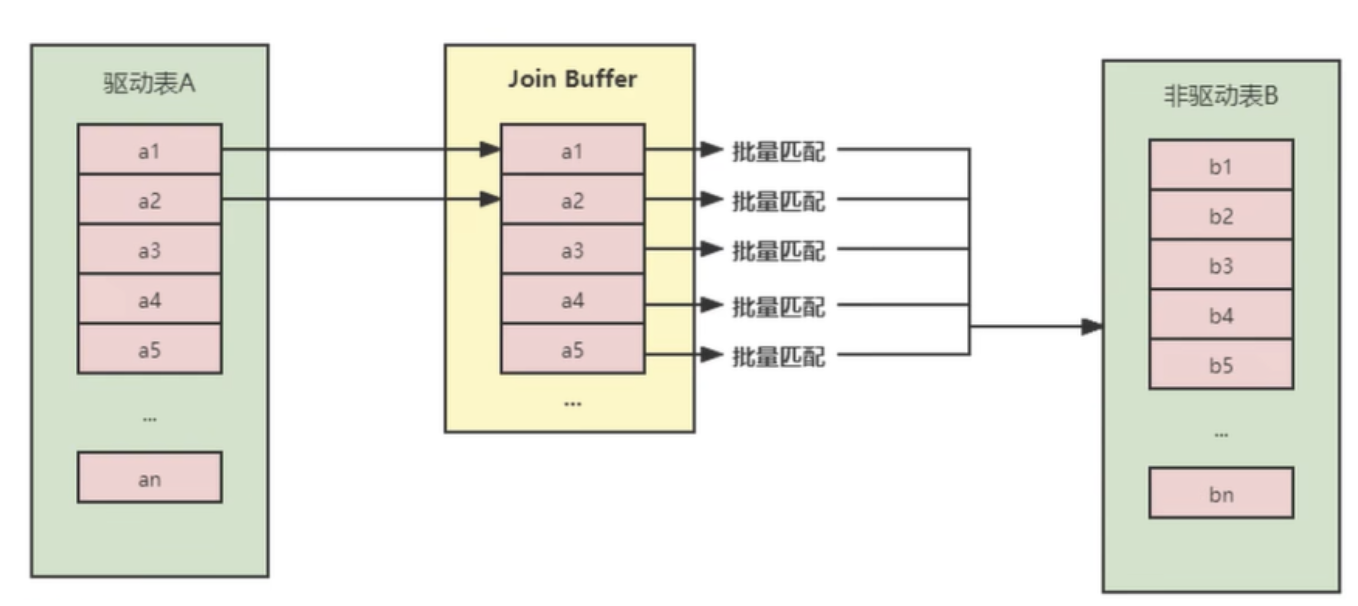 驱动表A
a1
a2
a3
a4
a5
...
an
Join Buffer
a1
a2
a3
a4
a5
...
批量匹配
批量匹配
批量匹配
批量匹配
批量匹配
非驱动表B
b1
b2
b3
b4
b5
...
bn